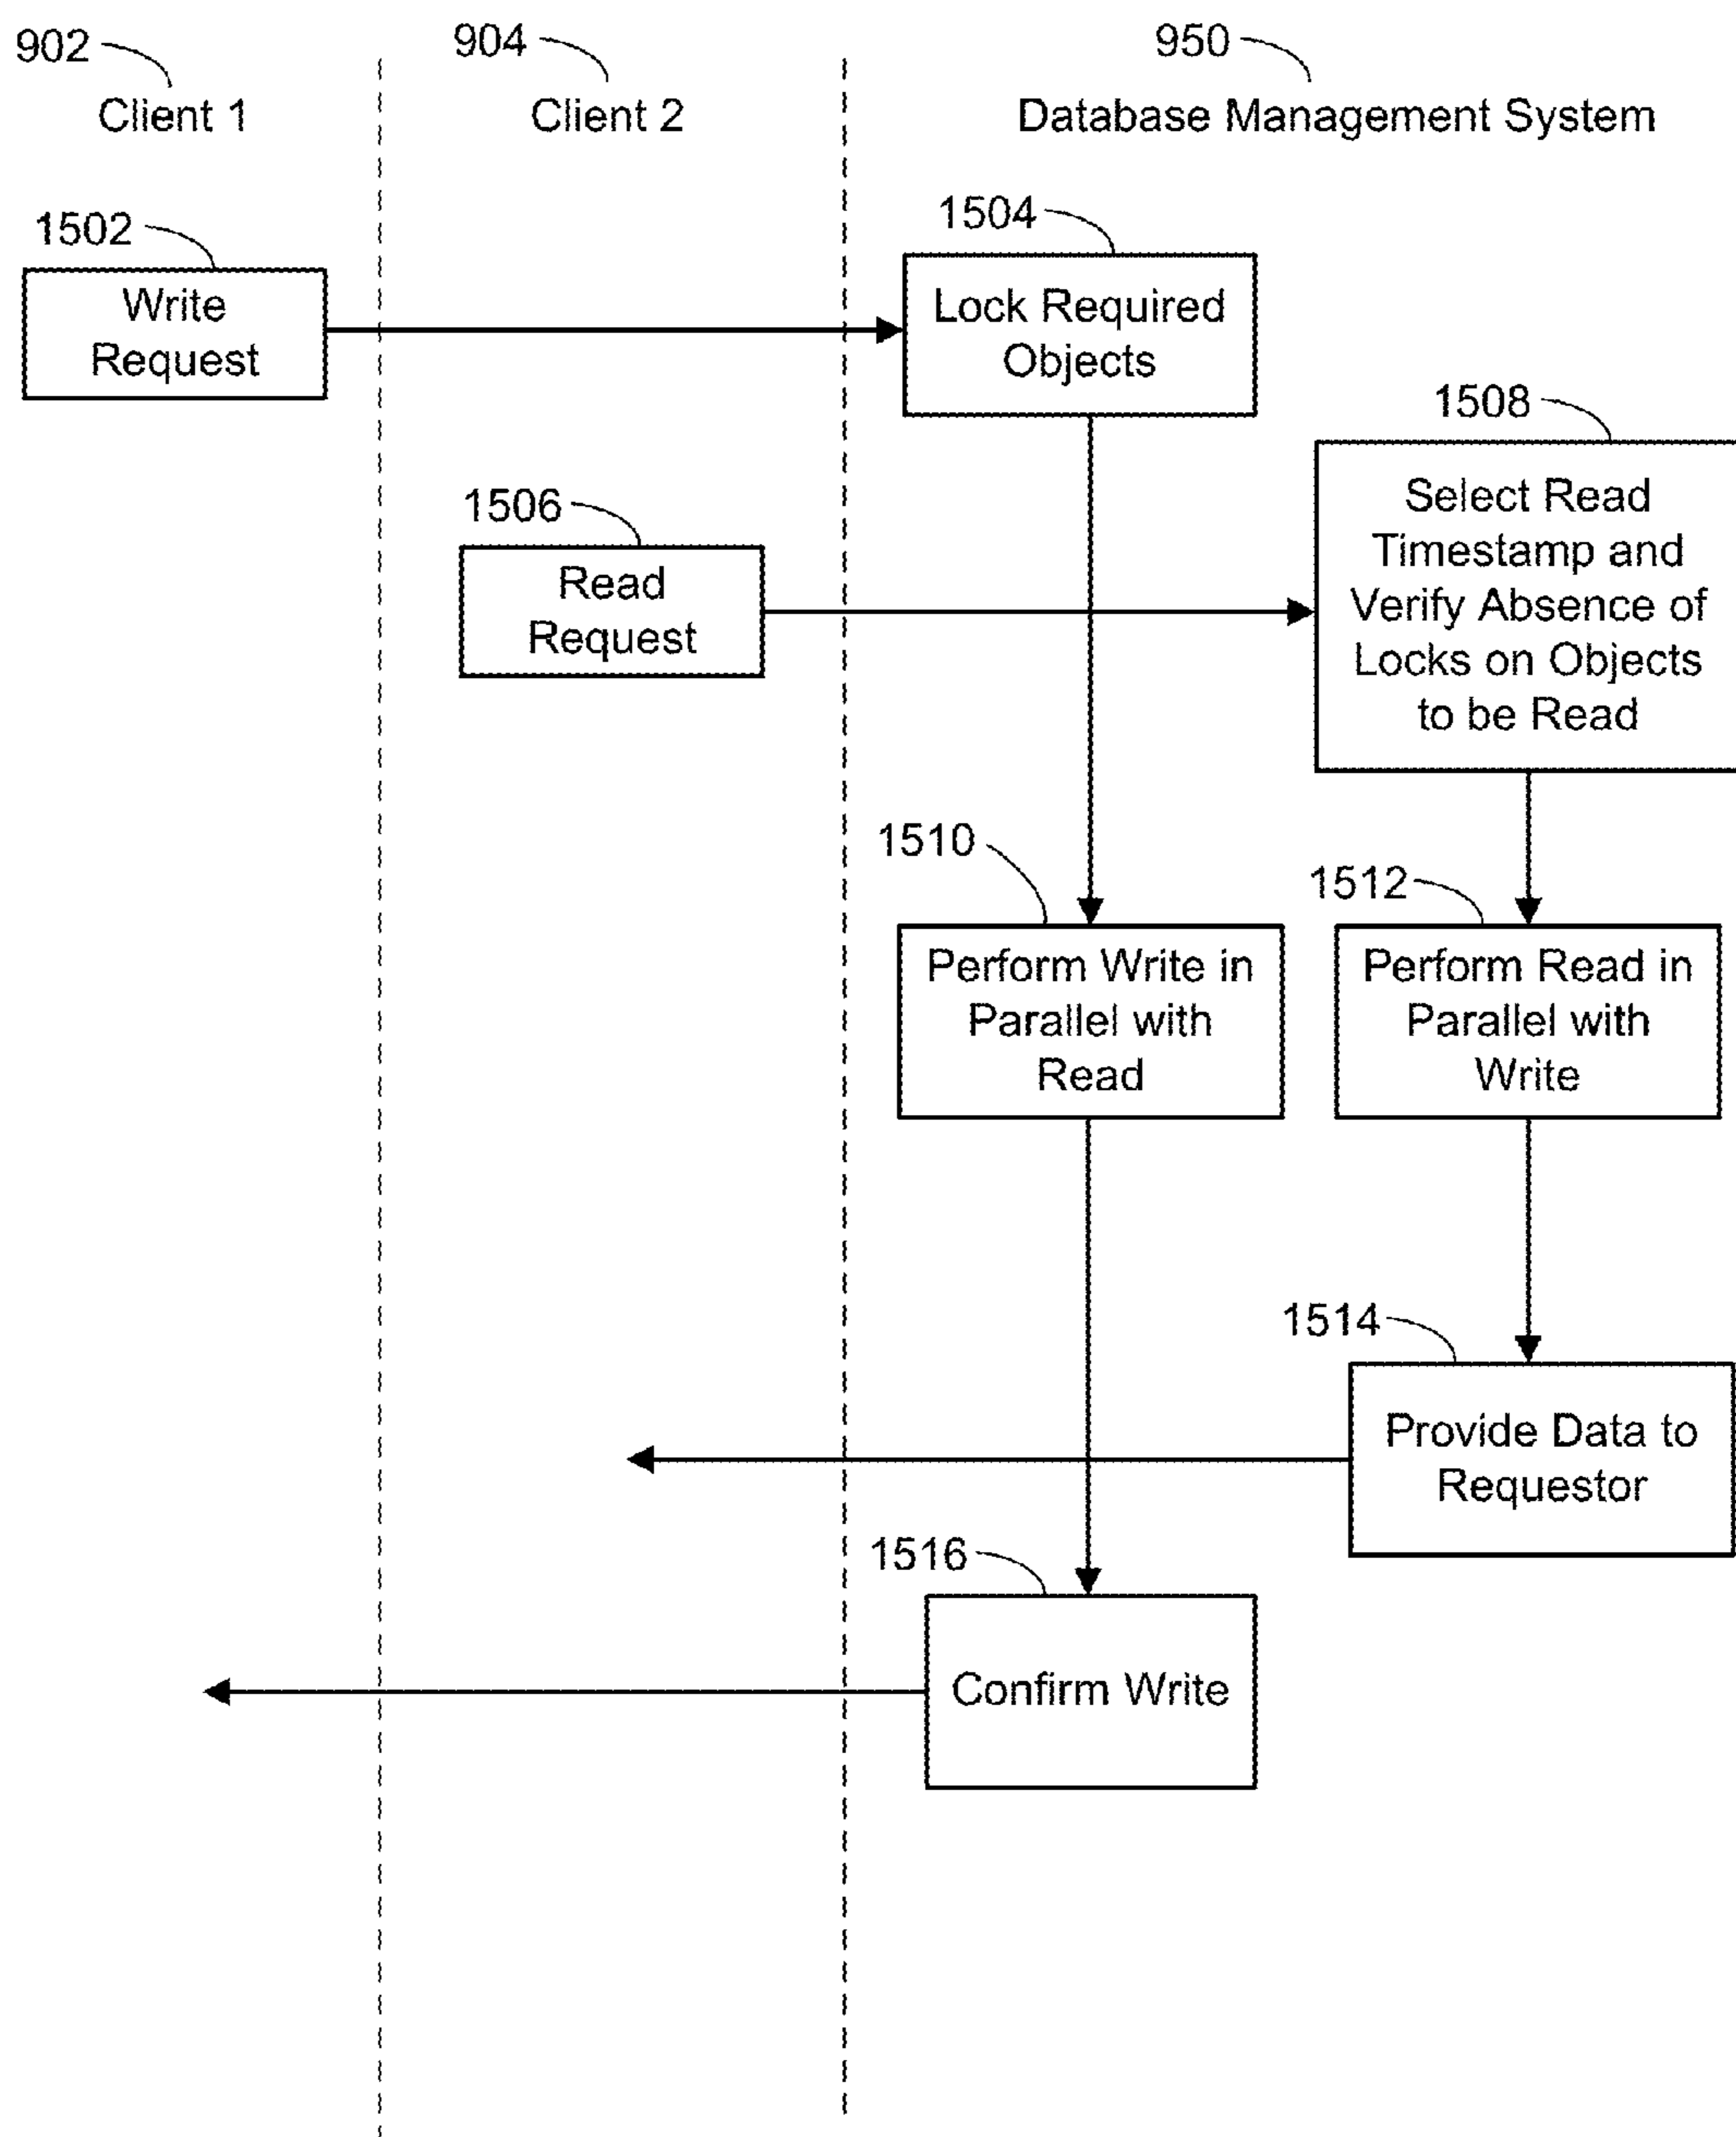 902
904
950
Client 1
Client 2
Database Management System
1502
1504
Write
Request
Lock Required
Objects
1508
1506
Select Read
Timestamp and
Verify Absence of
Locks on Objects
to be Read
Read
Request
1510
1512
Perform Write in
Parallel with
Read
Perform Read in
Parallel with
Write
1514
Provide Data to
Requestor
1516
Confirm Write